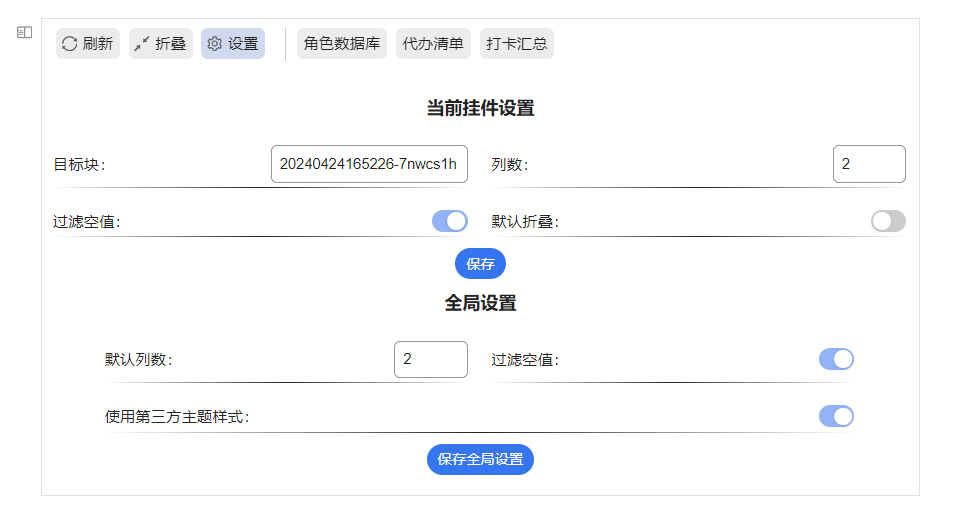 刷新 折叠 设置 角色数据库 代办清单 打卡汇总
当前挂件设置
目标块: 20240424165226-7nwcs1h 列数: 2
过滤空值: 默认折叠:
保存
全局设置
默认列数: 2 过滤空值:
使用第三方主题样式:
保存全局设置